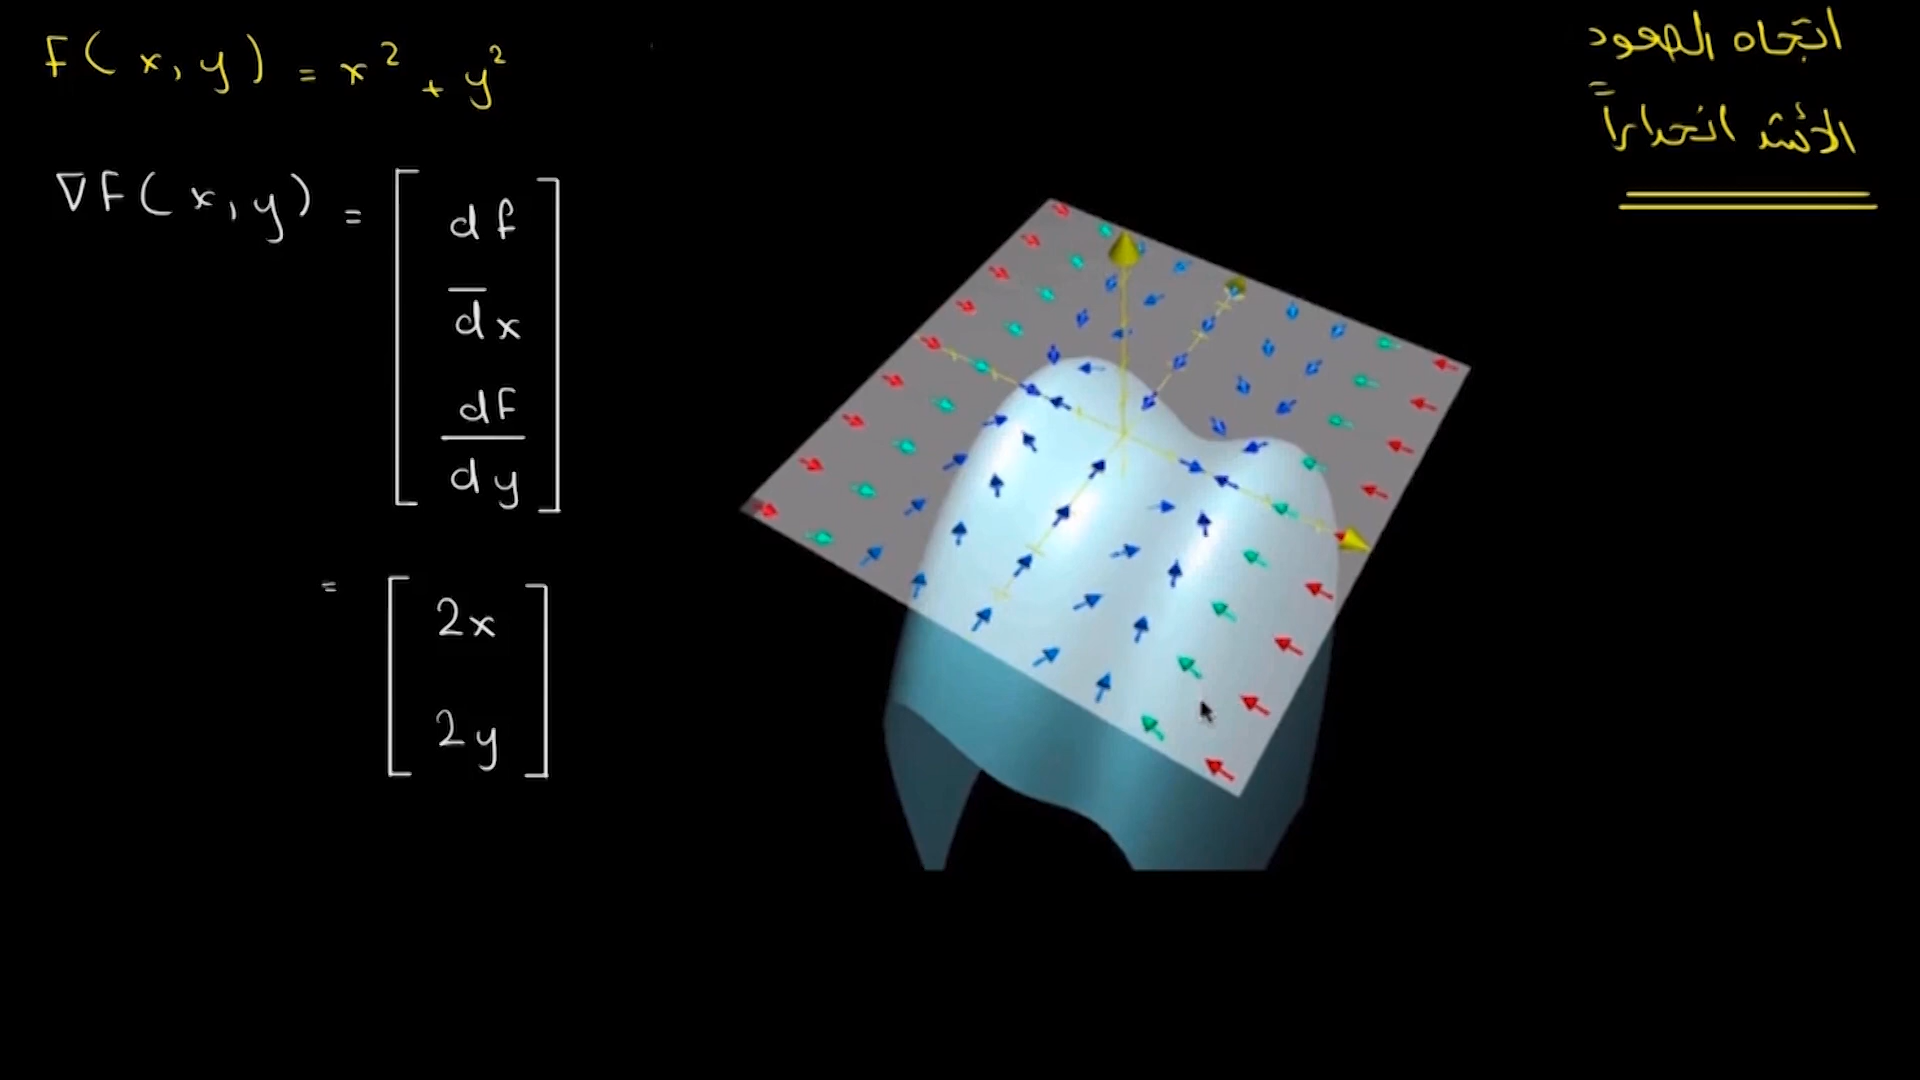 F(x,y) = x² + y²
∇F(x,y) = [ df/dx
df/dy ]
= [ 2x
2y ]
اتجاه الصعود
الأشد انحداراً